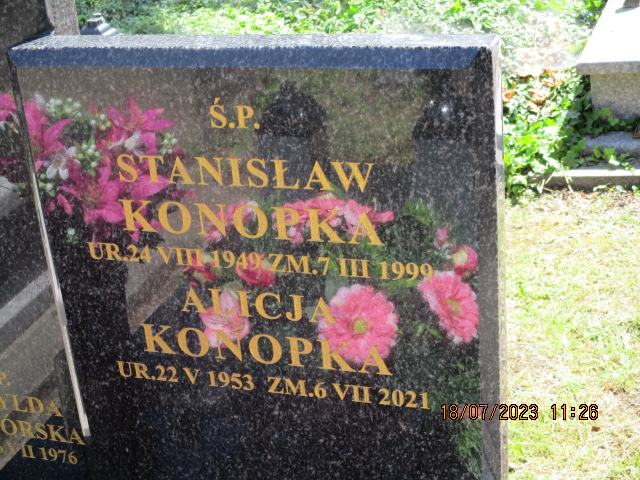 Ś.P.
STANISŁAW
KONOPKA
UR.24 VIII 1949 ZM.7 III 1999
ALICJA
KONOPKA
UR.22 V 1953 ZM.6 VII 2021
1976
18/07/2023 11:26